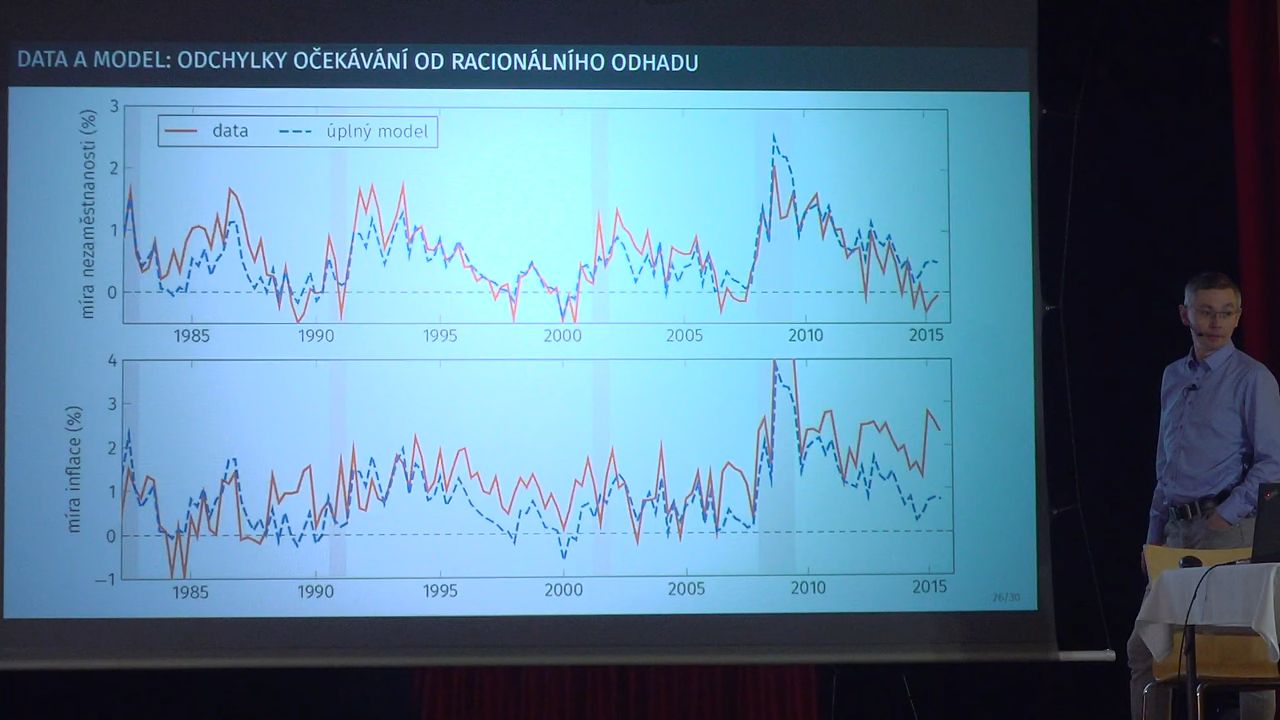 DATA A MODEL: ODCHYLKY OČEKÁVÁNÍ OD RACIONÁLNÍHO ODHADU
míra nezaměstnanosti (%)
3
2
1
0
data
úplný model
1985 1990 1995 2000 2005 2010 2015
míra inflace (%)
4
3
2
1
0
−1
1985 1990 1995 2000 2005 2010 2015
26/30